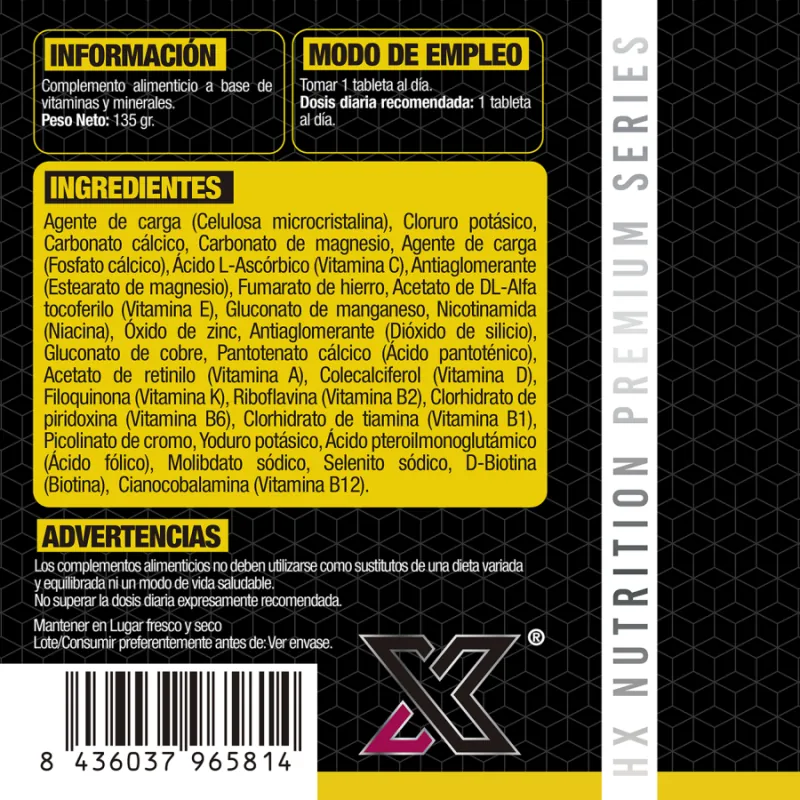 INFORMACIÓN
Complemento alimenticio a base de
vitaminas y minerales.
Peso Neto: 135 gr.
MODO DE EMPLEO
Tomar 1 tableta al día.
Dosis diaria recomendada: 1 tableta
al día.
INGREDIENTES
Agente de carga (Celulosa microcristalina), Cloruro potásico,
Carbonato cálcico, Carbonato de magnesio, Agente de carga
(Fosfato cálcico), Ácido L-Ascórbico (Vitamina C), Antiaglomerante
(Estearato de magnesio), Fumarato de hierro, Acetato de DL-Alfa
tocoferilo (Vitamina E), Gluconato de manganeso, Nicotinamida
(Niacina), Óxido de zinc, Antiaglomerante (Dióxido de silicio),
Gluconato de cobre, Pantotenato cálcico (Ácido pantoténico),
Acetato de retinilo (Vitamina A), Colecalciferol (Vitamina D),
Filoquinona (Vitamina K), Riboflavina (Vitamina B2), Clorhidrato de
piridoxina (Vitamina B6), Clorhidrato de tiamina (Vitamina B1),
Picolinato de cromo, Yoduro potásico, Ácido pteroilmonoglutámico
(Ácido fólico), Molibdato sódico, Selenito sódico, D-Biotina
(Biotina), Cianocobalamina (Vitamina B12).
ADVERTENCIAS
Los complementos alimenticios no deben utilizarse como sustitutos de una dieta variada
y equilibrada ni un modo de vida saludable.
No superar la dosis diaria expresamente recomendada.
Mantener en Lugar fresco y seco
Lote/Consumir preferentemente antes de: Ver envase.
®
8 436037 965814
HX NUTRITION PREMIUM SERIES